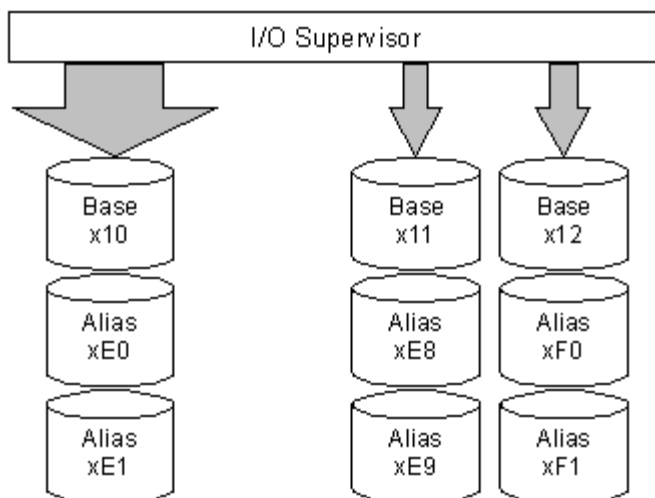 I/O Supervisor
Base
x10
Base
x11
Base
x12
Alias
xE0
Alias
xE8
Alias
xF0
Alias
xE1
Alias
xE9
Alias
xF1